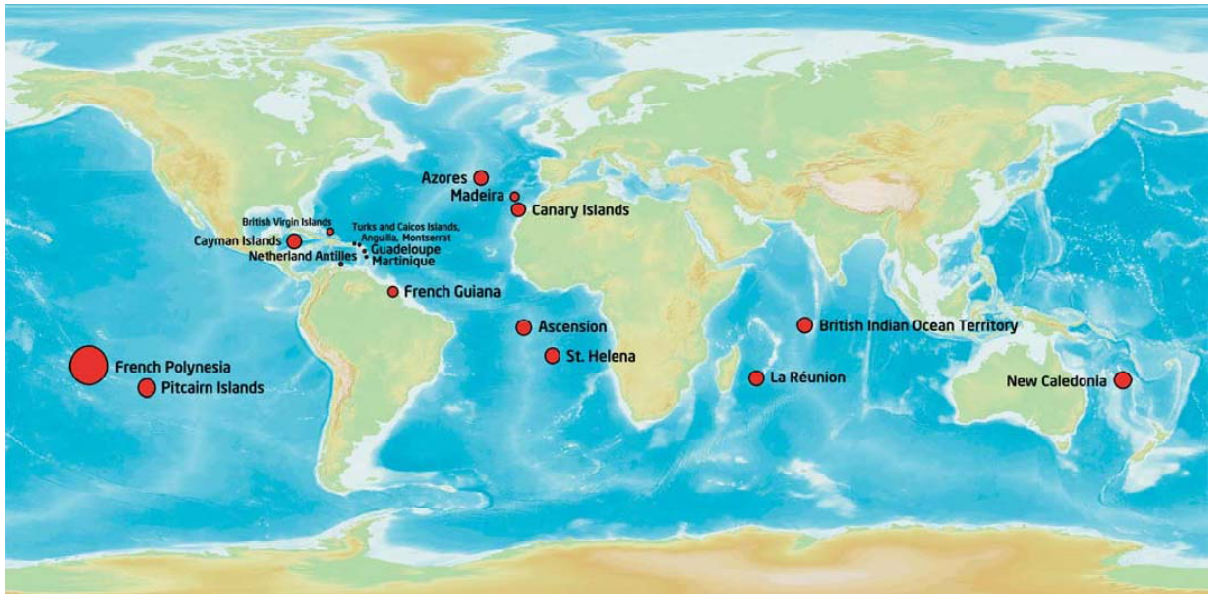 Azores
Madeira
Canary Islands
British Virgin Islands
Turks and Caicos Islands,
Anguilla, Montserrat
Cayman Islands
Guadeloupe
Netherland Antilles
Martinique
French Guiana
Ascension
British Indian Ocean Territory
St. Helena
French Polynesia
La Réunion
New Caledonia
Pitcairn Islands